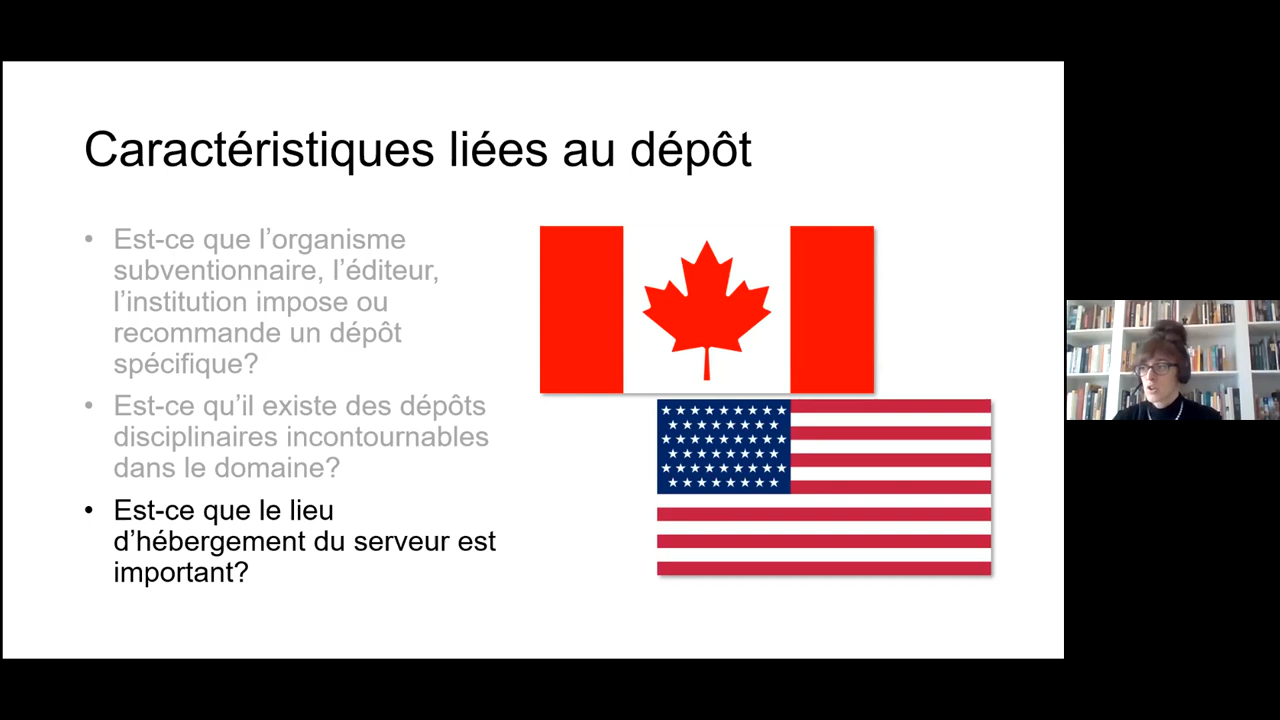 Caractéristiques liées au dépôt
• Est-ce que l’organisme
subventionnaire, l’éditeur,
l’institution impose ou
recommande un dépôt
spécifique?
• Est-ce qu’il existe des dépôts
disciplinaires incontournables
dans le domaine?
• Est-ce que le lieu
d’hébergement du serveur est
important?